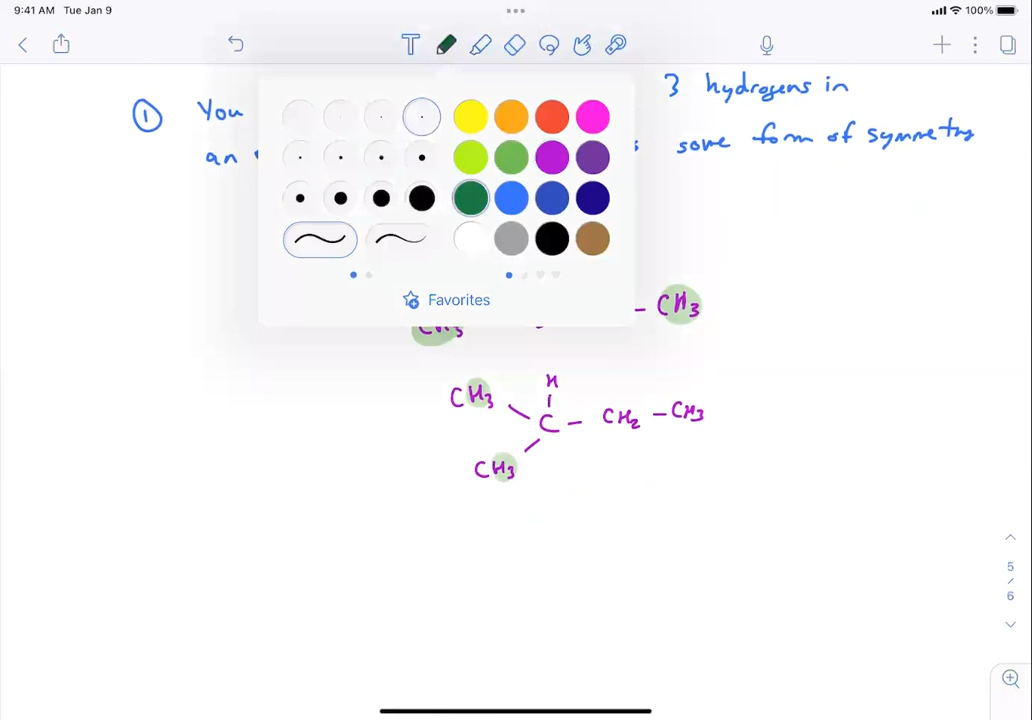 9:41 AM Tue Jan 9
100%
① You 3 hydrogens in
an some form of symmetry
Favorites
– CH3
CH3
H
CH3
C – CH2 – CH3
CH3
5
/
6